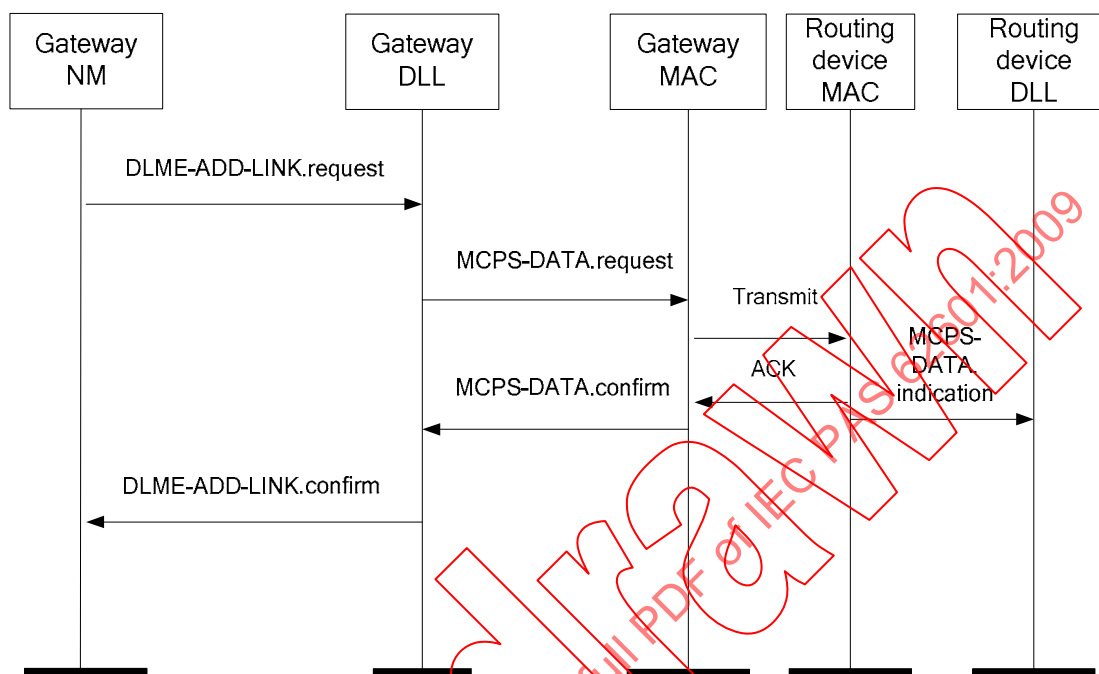 Gateway
NM
Gateway
DLL
Gateway
MAC
Routing
device
MAC
Routing
device
DLL
DLME-ADD-LINK.request
MCPS-DATA.request
Transmit
MCPS-
DATA.
indication
ACK
MCPS-DATA.confirm
DLME-ADD-LINK.confirm
drawn
full PDF of IEC PAS 62601:2009